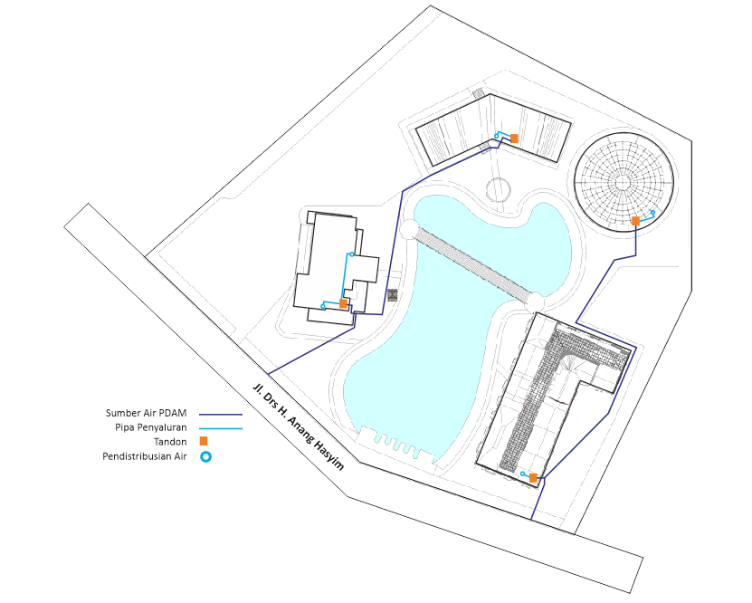 Jl. Drs H. Anang Hasyim
Sumber Air PDAM
Pipa Penyaluran
Tandon
Pendistribusian Air